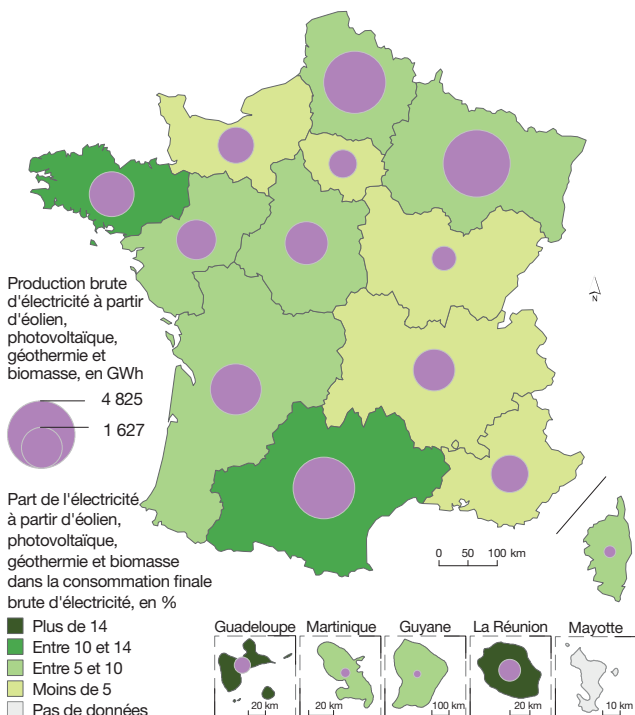 Production brute
d'électricité à partir
d'éolien,
photovoltaïque,
géothermie et
biomasse, en GWh
4 825
1 627
Part de l'électricité
à partir d'éolien,
photovoltaïque,
géothermie et biomasse
dans la consommation finale
brute d'électricité, en %
Plus de 14
Entre 10 et 14
Entre 5 et 10
Moins de 5
Pas de données
N
0 50 100 km
Guadeloupe
20 km
Martinique
20 km
Guyane
100 km
La Réunion
20 km
Mayotte
10 km